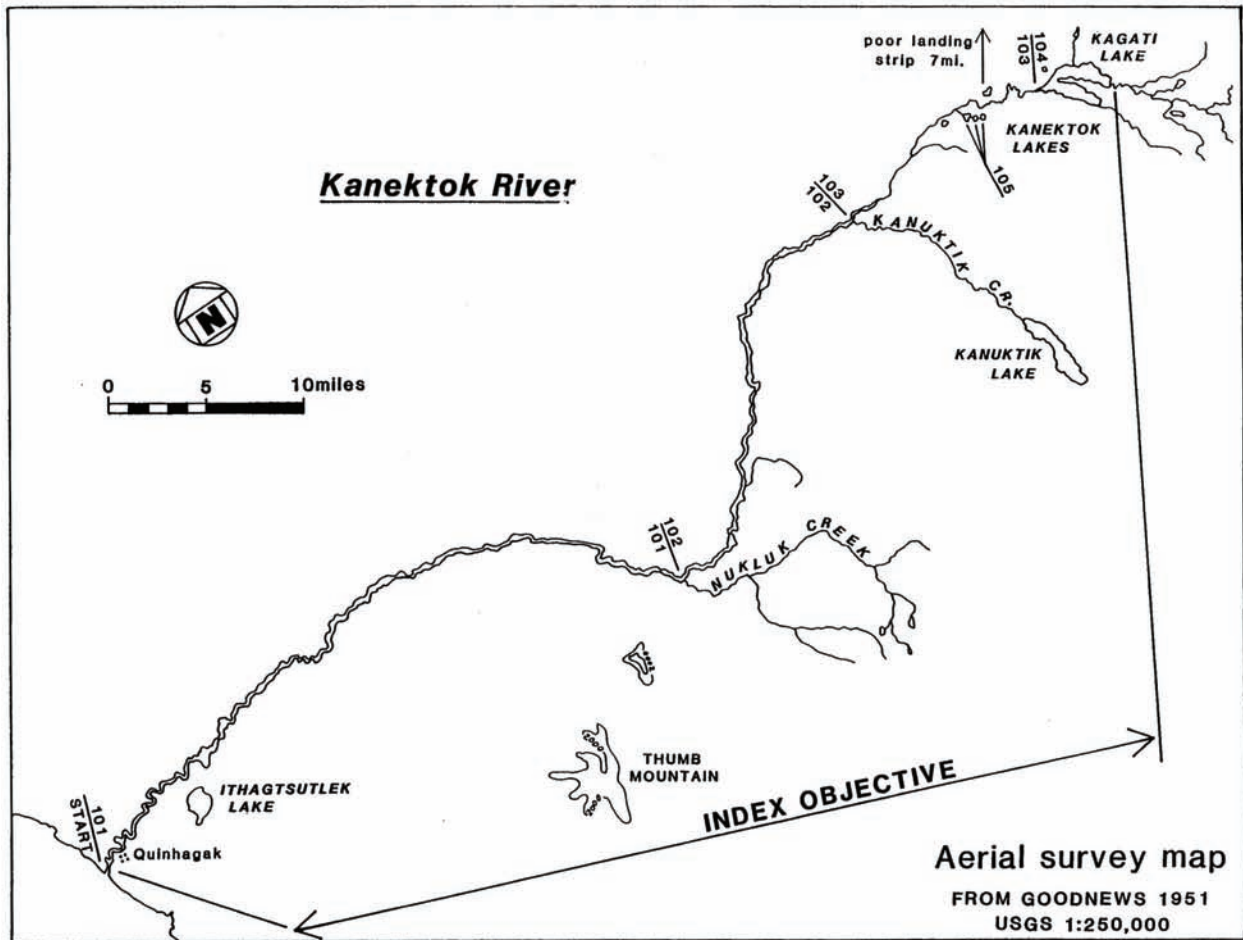 poor landing
strip 7mi.
104
103
KAGATI
LAKE
KANEKTOK
LAKES
105
Kanektok River
103
102
KANUKTIK CR.
N
KANUKTIK
LAKE
0 5 10miles
102
101
NUKLUK CREEK
2000
THUMB
MOUNTAIN
2000
ITHAGTSUTLEK
LAKE
101
START
Quinhagak
INDEX OBJECTIVE
Aerial survey map
FROM GOODNEWS 1951
USGS 1:250,000